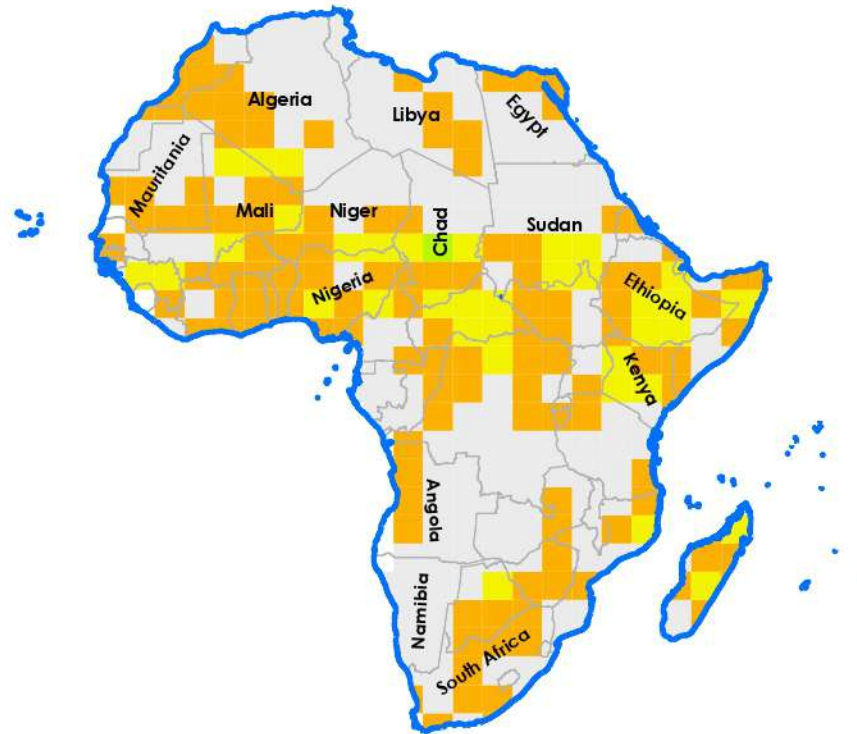 Algeria
Libya
Egypt
Mauritania
Mali
Niger
Chad
Sudan
Nigeria
Ethiopia
Kenya
Angola
Namibia
South Africa